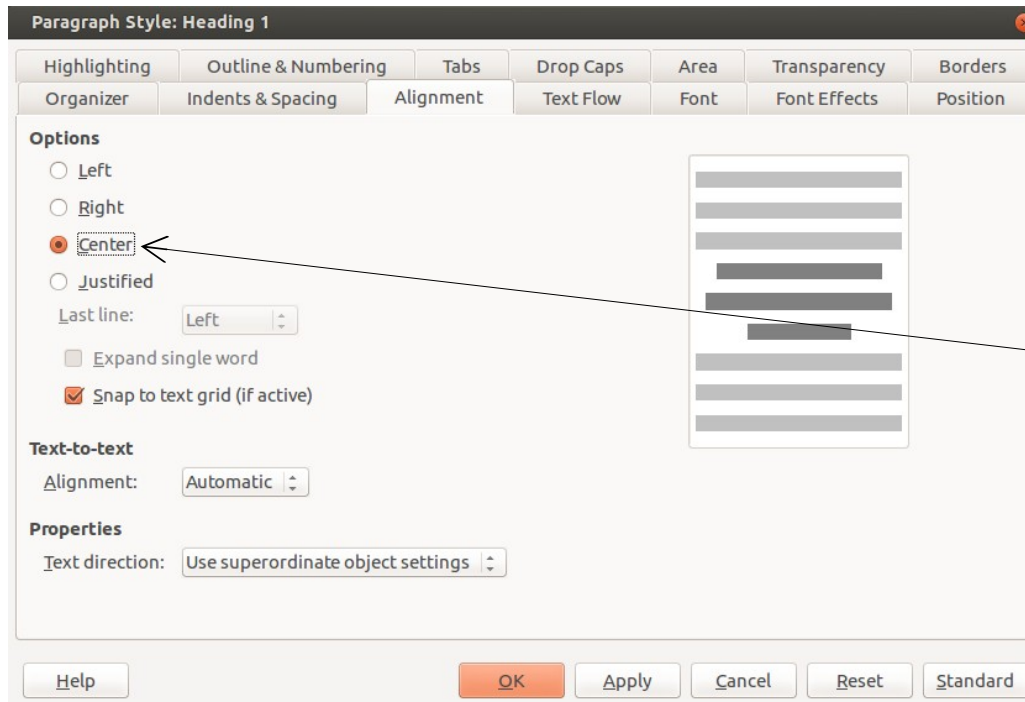 Paragraph Style: Heading 1
Highlighting Outline & Numbering Tabs Drop Caps Area Transparency Borders
Organizer Indents & Spacing Alignment Text Flow Font Font Effects Position
Options
Left
Right
Center
Justified
Last line: Left
Expand single word
Snap to text grid (if active)
Text-to-text
Alignment: Automatic
Properties
Text direction: Use superordinate object settings
Help OK Apply Cancel Reset Standard